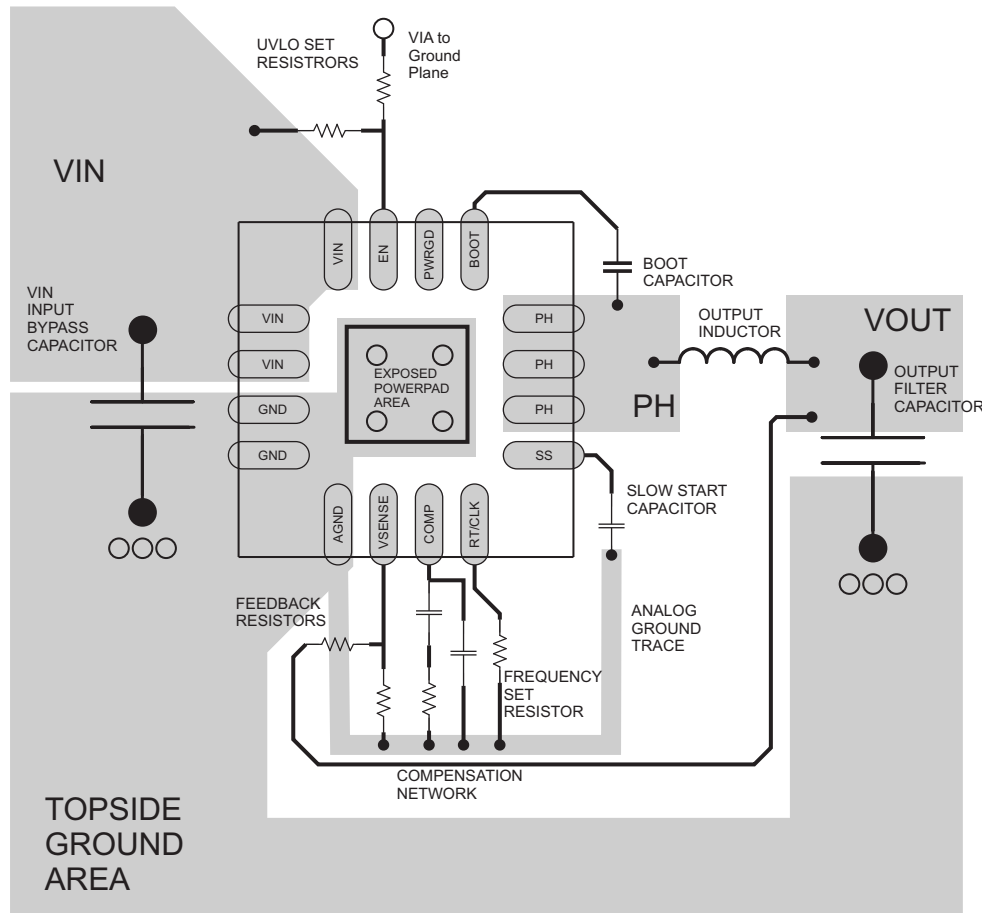 UVLO SET
RESISTRORS
VIA to
Ground
Plane
VIN
VIN
EN
PWRGD
BOOT
BOOT
CAPACITOR
VIN
INPUT
BYPASS
CAPACITOR
VIN
VIN
GND
GND
EXPOSED
POWERPAD
AREA
PH
PH
PH
SS
OUTPUT
INDUCTOR
PH
VOUT
OUTPUT
FILTER
CAPACITOR
SLOW START
CAPACITOR
AGND
VSENSE
COMP
RT/CLK
FEEDBACK
RESISTORS
ANALOG
GROUND
TRACE
FREQUENCY
SET
RESISTOR
COMPENSATION
NETWORK
TOPSIDE
GROUND
AREA